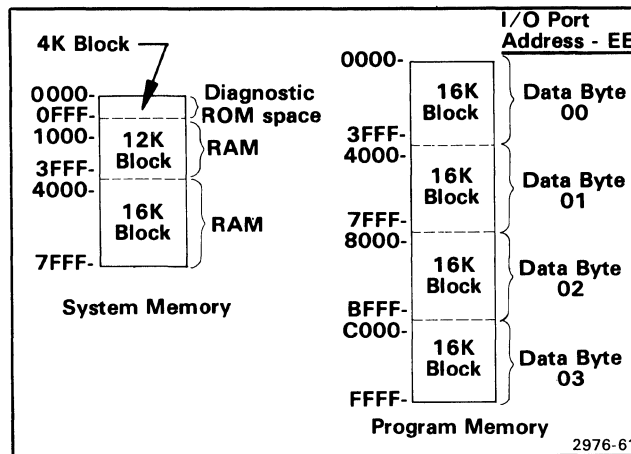 4K Block
0000-
0FFF-
1000-
3FFF-
4000-
7FFF-
12K
Block
16K
Block
Diagnostic
ROM space
RAM
RAM
System Memory
I/O Port
Address - EE
0000-
3FFF-
4000-
7FFF-
8000-
BFFF-
C000-
FFFF-
16K
Block
16K
Block
16K
Block
16K
Block
Data Byte
00
Data Byte
01
Data Byte
02
Data Byte
03
Program Memory